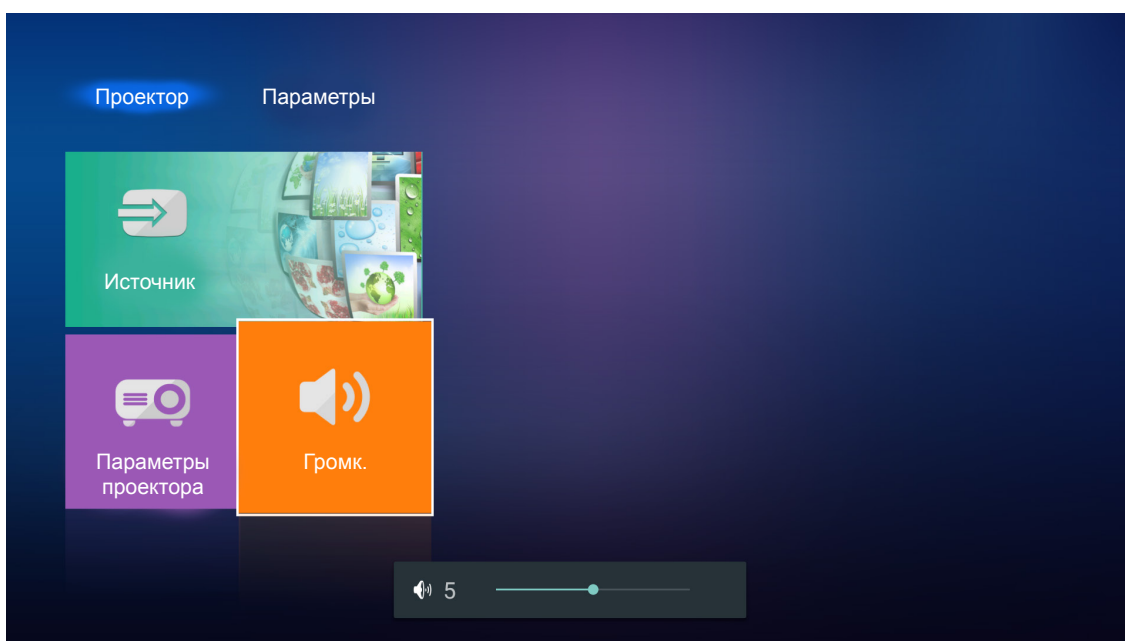 Проектор
Параметры
Источник
Параметры
проектора
Громк.
5